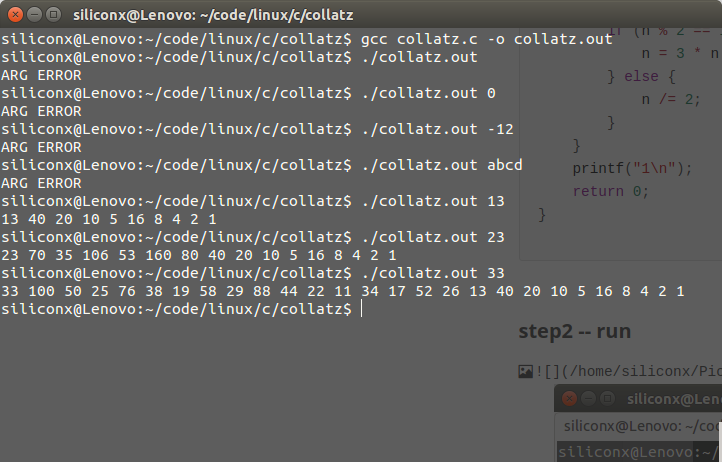 siliconx@Lenovo: ~/code/linux/c/collatz
siliconx@Lenovo:~/code/linux/c/collatz$ gcc collatz.c -o collatz.out
siliconx@Lenovo:~/code/linux/c/collatz$ ./collatz.out
ARG ERROR
siliconx@Lenovo:~/code/linux/c/collatz$ ./collatz.out 0
ARG ERROR
siliconx@Lenovo:~/code/linux/c/collatz$ ./collatz.out -12
ARG ERROR
siliconx@Lenovo:~/code/linux/c/collatz$ ./collatz.out abcd
ARG ERROR
siliconx@Lenovo:~/code/linux/c/collatz$ ./collatz.out 13
13 40 20 10 5 16 8 4 2 1
siliconx@Lenovo:~/code/linux/c/collatz$ ./collatz.out 23
23 70 35 106 53 160 80 40 20 10 5 16 8 4 2 1
siliconx@Lenovo:~/code/linux/c/collatz$ ./collatz.out 33
33 100 50 25 76 38 19 58 29 88 44 22 11 34 17 52 26 13 40 20 10 5 16 8 4 2 1
siliconx@Lenovo:~/code/linux/c/collatz$
if (n % 2 ==
n = 3 * n
} else {
n /= 2;
}
}
printf("1\n");
return 0;
}
step2 -- run
![](/home/siliconx/Pic
siliconx@Leno
siliconx@Lenovo: ~/cod
siliconx@Lenovo:~/